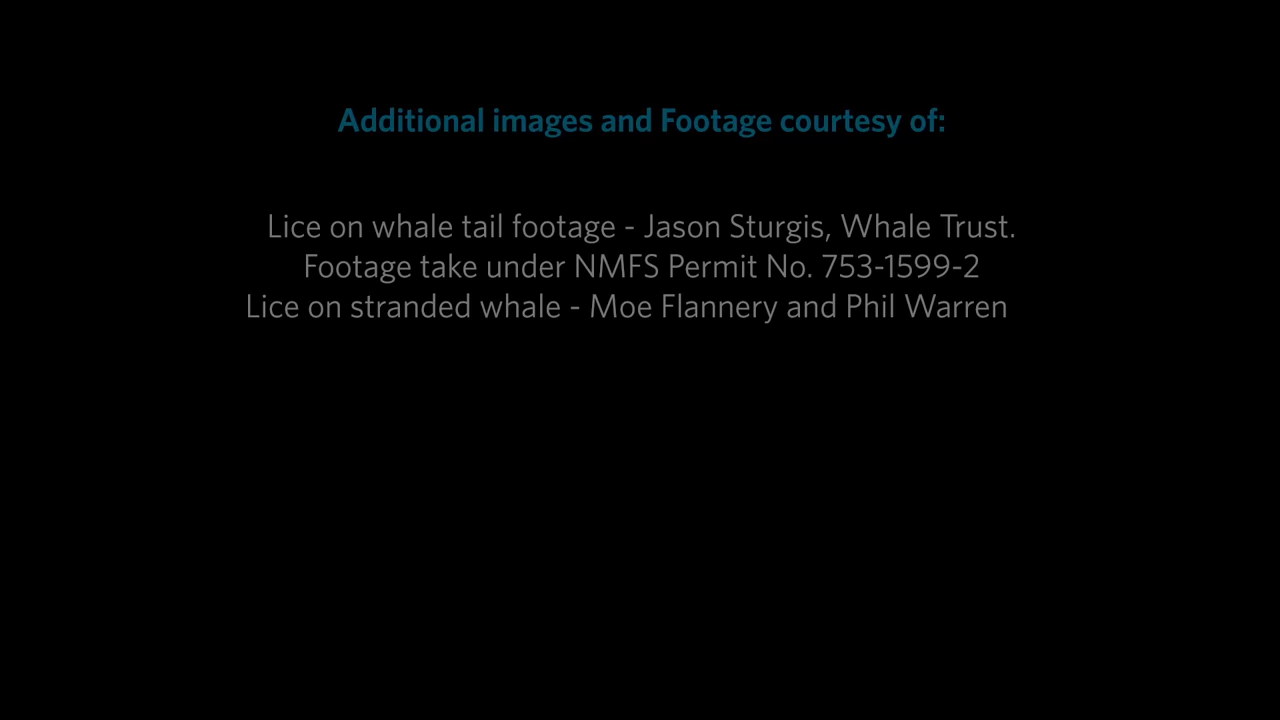 Additional images and Footage courtesy of:
Lice on whale tail footage - Jason Sturgis, Whale Trust.
Footage take under NMFS Permit No. 753-1599-2
Lice on stranded whale - Moe Flannery and Phil Warren